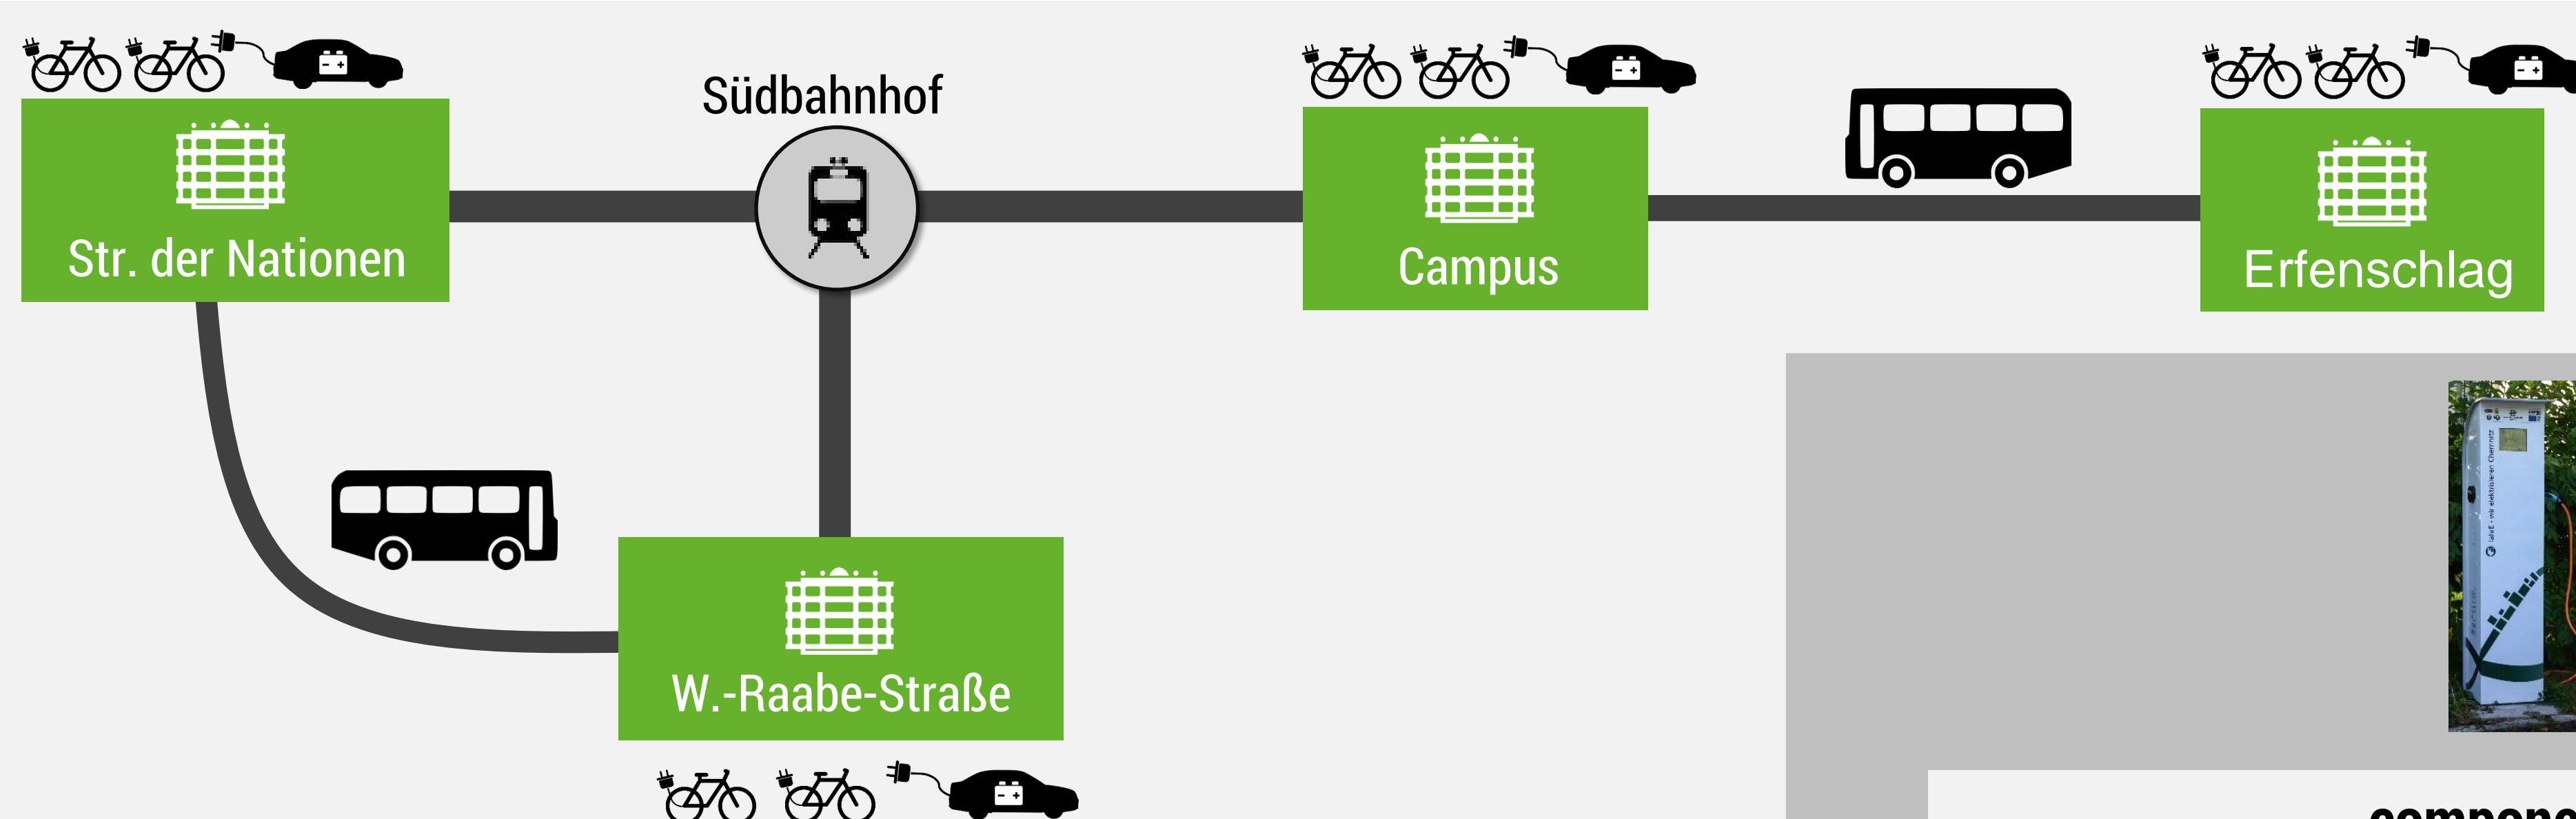 Südbahnhof
Str. der Nationen
Campus
Erfenschlag
W.-Raabe-Straße